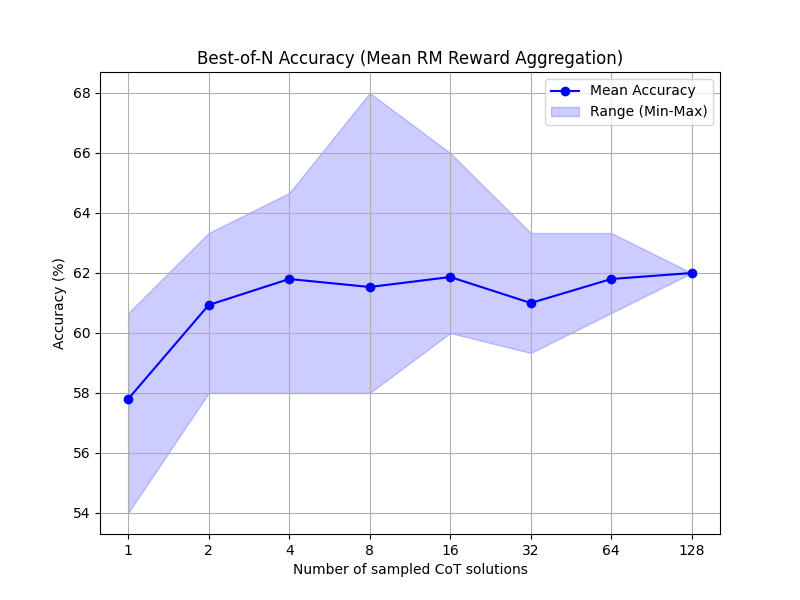 Best-of-N Accuracy (Mean RM Reward Aggregation)
Mean Accuracy
Range (Min-Max)
Accuracy (%)
68
66
64
62
60
58
56
54
1 2 4 8 16 32 64 128
Number of sampled CoT solutions